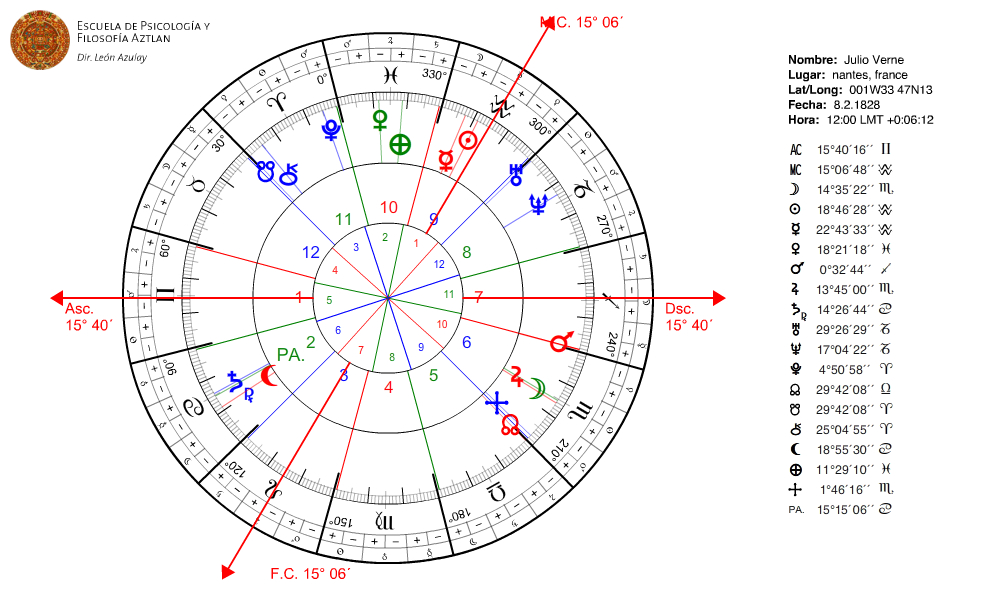 ESCUELA DE PSICOLOGÍA Y
FILOSOFÍA AZTLAN
Dir. León Azulay
M.C. 15° 06´
Nombre: Julio Verne
Lugar: nantes, france
Lat/Long: 001W33 47N13
Fecha: 8.2.1828
Hora: 12:00 LMT +0:06:12
AC 15°40´16´´ ♊
MC 15°06´48´´ ♒
☽ 14°35´22´´ ♏
☉ 18°46´28´´ ♒
☿ 22°43´33´´ ♒
♀ 18°21´18´´ ♓
♂ 0°32´44´´ ♐
♃ 13°45´00´´ ♏
♄R 14°26´44´´ ♋
♅ 29°26´29´´ ♑
♆ 17°04´22´´ ♑
4°50´58´´ ♈
☊ 29°42´08´´ ♎
☋ 29°42´08´´ ♈
⚷ 25°04´55´´ ♈
☾ 18°55´30´´ ♋
⊕ 11°29´10´´ ♓
1°46´16´´ ♏
PA. 15°15´06´´ ♋
0°
330°
30°
300°
60°
270°
90°
240°
120°
210°
150°
180°
11
10
9
12
8
1
7
2
6
3
4
5
3
2
1
4
12
5
11
6
10
7
8
9
PA.
Asc.
15° 40´
Dsc.
15° 40´
F.C. 15° 06´